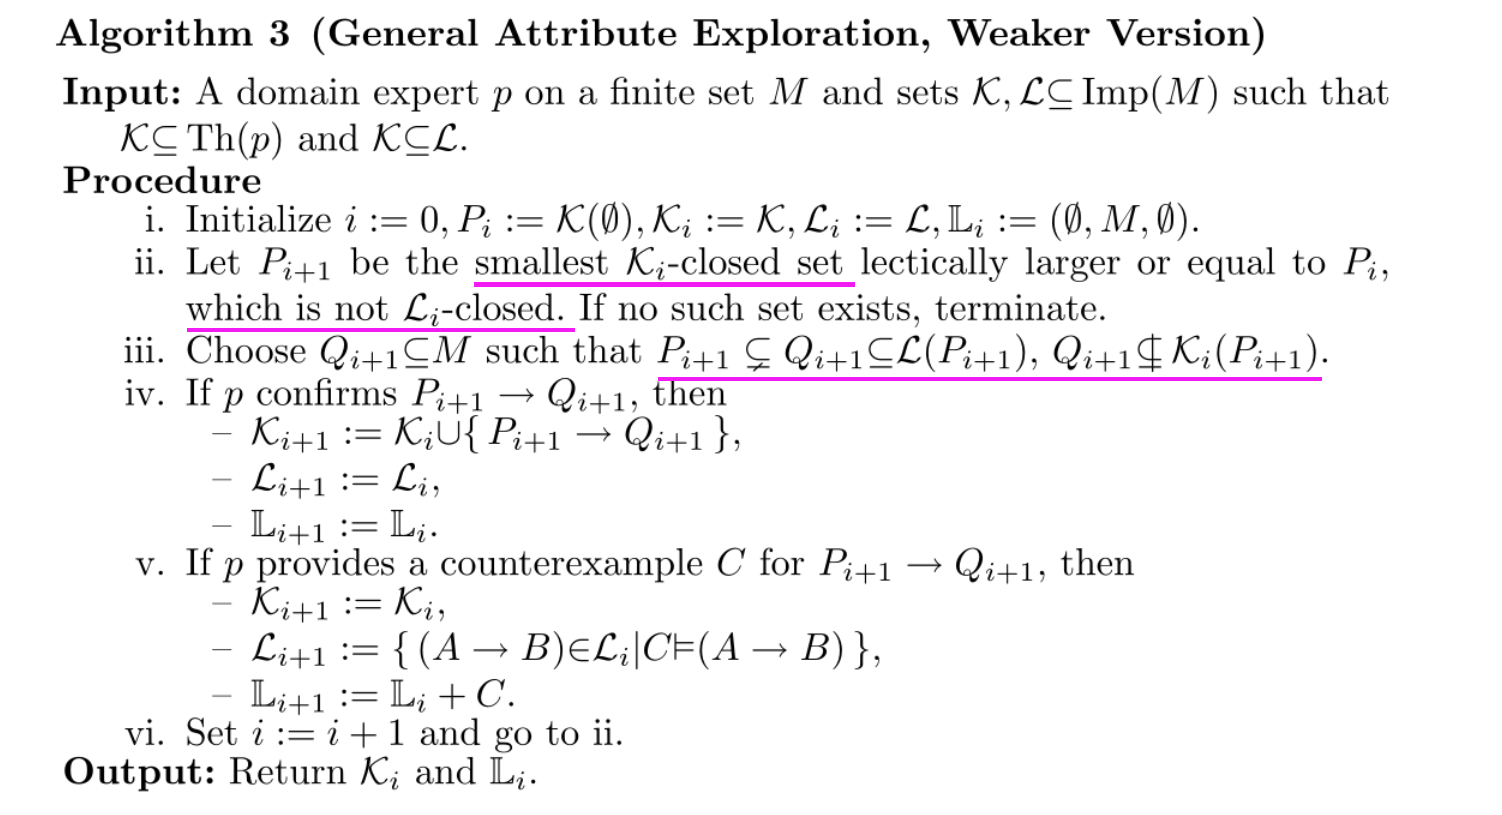 Algorithm 3 (General Attribute Exploration, Weaker Version)
Input: A domain expert p on a finite set M and sets 𝒦, ℒ ⊆ Imp(M) such that
𝒦 ⊆ Th(p) and 𝒦 ⊆ ℒ.
Procedure
i. Initialize i := 0, P_i := 𝒦(∅), 𝒦_i := 𝒦, ℒ_i := ℒ, 𝕃_i := (∅, M, ∅).
ii. Let P_{i+1} be the smallest 𝒦_i-closed set lectically larger or equal to P_i,
which is not ℒ_i-closed. If no such set exists, terminate.
iii. Choose Q_{i+1} ⊆ M such that P_{i+1} ⊊ Q_{i+1} ⊆ ℒ(P_{i+1}), Q_{i+1} ⊈ 𝒦_i(P_{i+1}).
iv. If p confirms P_{i+1} → Q_{i+1}, then
– 𝒦_{i+1} := 𝒦_i ∪ { P_{i+1} → Q_{i+1} },
– ℒ_{i+1} := ℒ_i,
– 𝕃_{i+1} := 𝕃_i.
v. If p provides a counterexample C for P_{i+1} → Q_{i+1}, then
– 𝒦_{i+1} := 𝒦_i,
– ℒ_{i+1} := { (A → B) ∈ ℒ_i | C ⊨ (A → B) },
– 𝕃_{i+1} := 𝕃_i + C.
vi. Set i := i + 1 and go to ii.
Output: Return 𝒦_i and 𝕃_i.